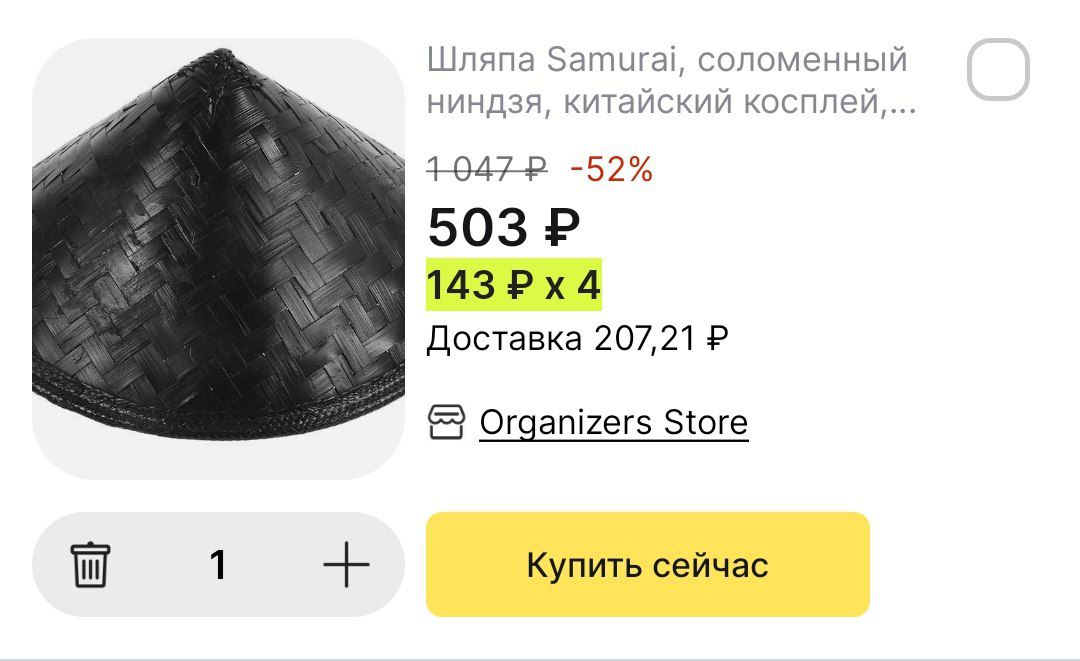 Шляпа Samurai, соломенный
ниндзя, китайский косплей,...
1 047 ₽ -52%
503 ₽
143 ₽ x 4
Доставка 207,21 ₽
Organizers Store
1
Купить сейчас